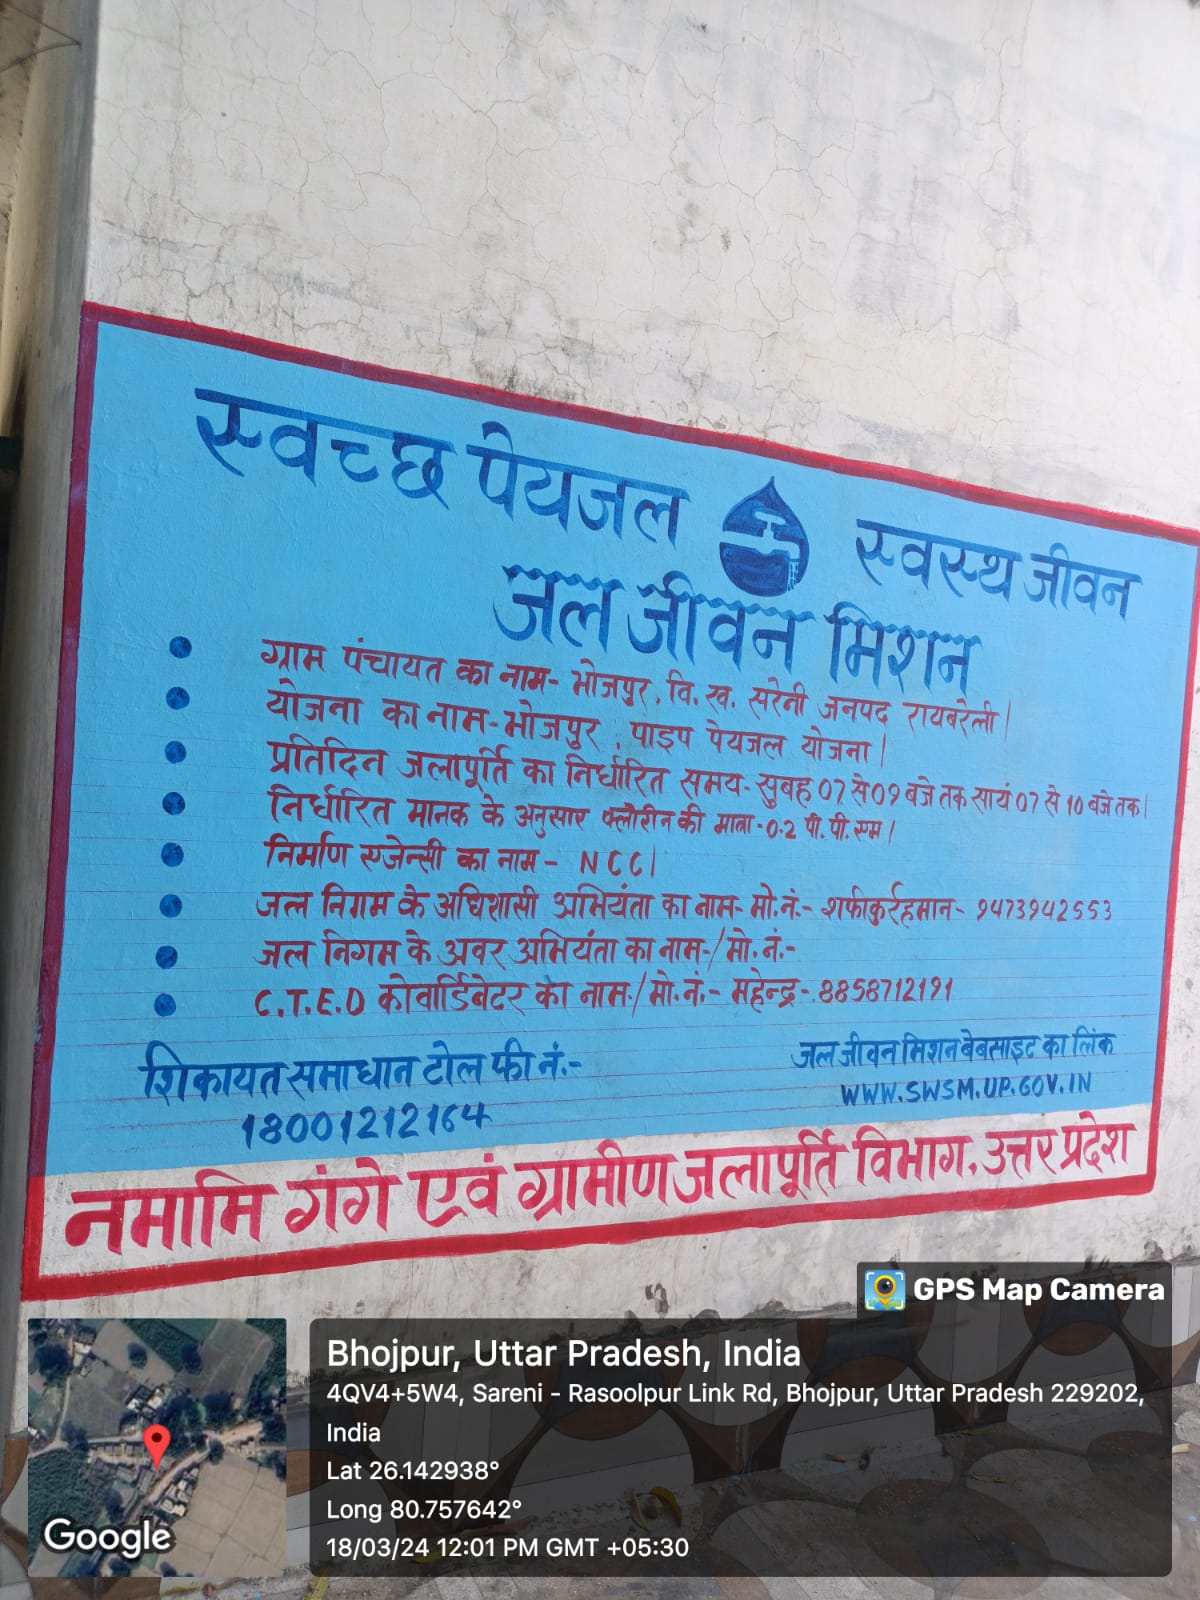 स्वच्छ पेयजल स्वस्थ जीवन
जल जीवन मिशन
ग्राम पंचायत का नाम- भोजपुर, वि. ख. सरेनी जनपद रायबरेली।
योजना का नाम-भोजपुर पाइप पेयजल योजना।
प्रतिदिन जलापूर्ति का निर्धारित समय- सुबह 07 से 09 बजे तक सायं 07 से 10 बजे तक।
निर्धारित मानक के अनुसार क्लोरीन की मात्रा-0.2 पी. पी. एम।
निर्माण एजेन्सी का नाम- NCC।
जल निगम के अधिशासी अभियंता का नाम- मो.नं.- शफीकुर्रहमान- ९473942553
जल निगम के अवर अभियंता का नाम-/मो. नं.-
C.T.E.D कोवार्डिबेटर का नाम/मो.नं.- महेन्द्र-.8858712191
शिकायत समाधान टोल फी नं.-
18001212164
जल जीवन मिशन बेबसाइट का लिंक
WWW.SWSM.UP.GOV.IN
नमामि गंगे एवं ग्रामीण जलापूर्ति विभाग, उत्तर प्रदेश
GPS Map Camera
Bhojpur, Uttar Pradesh, India
4QV4+5W4, Sareni - Rasoolpur Link Rd, Bhojpur, Uttar Pradesh 229202,
India
Lat 26.142938°
Long 80.757642°
18/03/24 12:01 PM GMT +05:30
Google